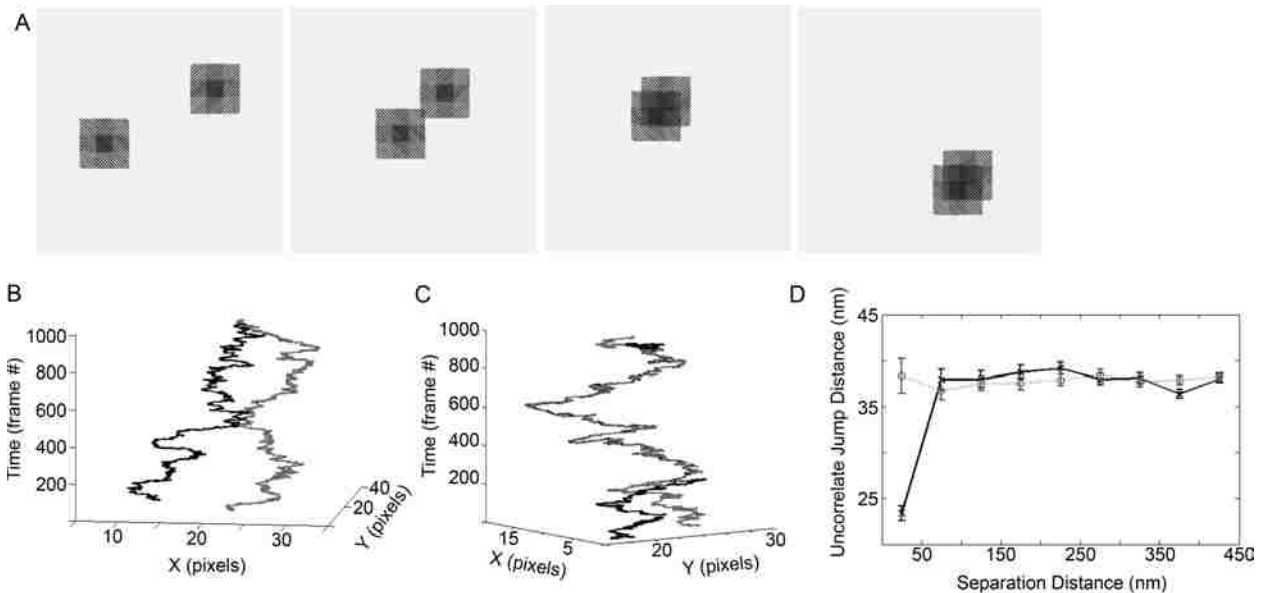 A
B
1000
800
600
400
200
Time (frame #)
10
20
30
X (pixels)
20
40
Y (pixels)
C
1000
800
600
400
200
Time (frame #)
15
5
X (pixels)
20
30
Y (pixels)
D
45
35
25
Uncorrelate Jump Distance (nm)
50
150
250
350
450
Separation Distance (nm)